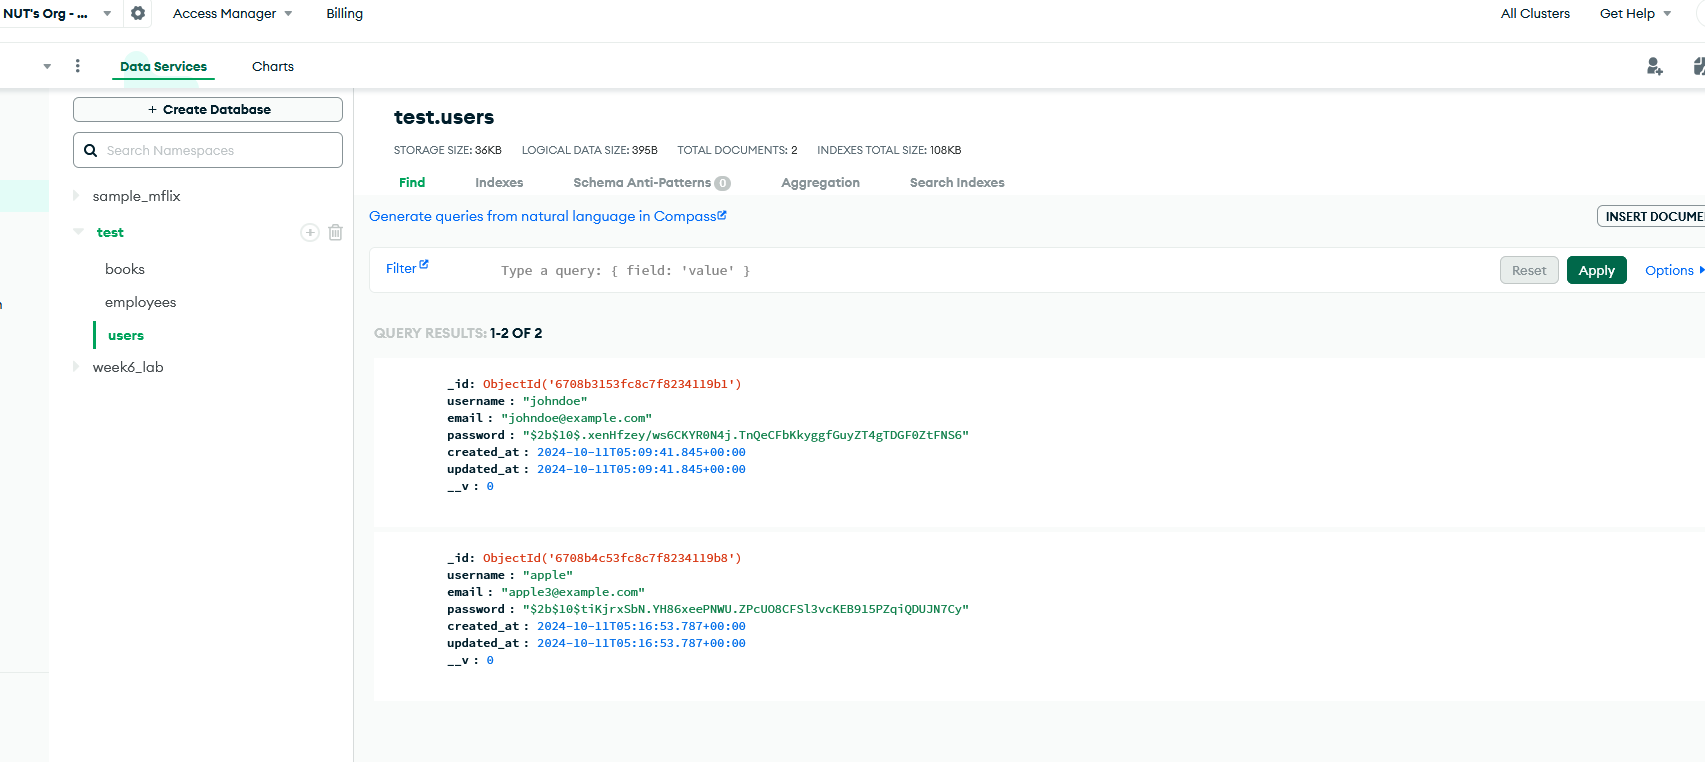 NUT's Org - ... Access Manager Billing All Clusters Get Help
Data Services Charts
+ Create Database
Search Namespaces
sample_mflix
test
books
employees
users
week6_lab
test.users
STORAGE SIZE: 36KB LOGICAL DATA SIZE: 395B TOTAL DOCUMENTS: 2 INDEXES TOTAL SIZE: 108KB
Find Indexes Schema Anti-Patterns 0 Aggregation Search Indexes
Generate queries from natural language in Compass
INSERT DOCUME
Filter Type a query: { field: 'value' } Reset Apply Options
QUERY RESULTS: 1-2 OF 2
_id: ObjectId('6708b3153fc8c7f8234119b1')
username : "johndoe"
email : "johndoe@example.com"
password : "$2b$10$.xenHfzey/ws6CKYR0N4j.TnQeCFbKkyggfGuyZT4gTDGF0ZtFNS6"
created_at : 2024-10-11T05:09:41.845+00:00
updated_at : 2024-10-11T05:09:41.845+00:00
__v : 0
_id: ObjectId('6708b4c53fc8c7f8234119b8')
username : "apple"
email : "apple3@example.com"
password : "$2b$10$tiKjrxSbN.YH86xeePNWU.ZPcUO8CFSl3vcKEB915PZqiQDUJN7Cy"
created_at : 2024-10-11T05:16:53.787+00:00
updated_at : 2024-10-11T05:16:53.787+00:00
__v : 0